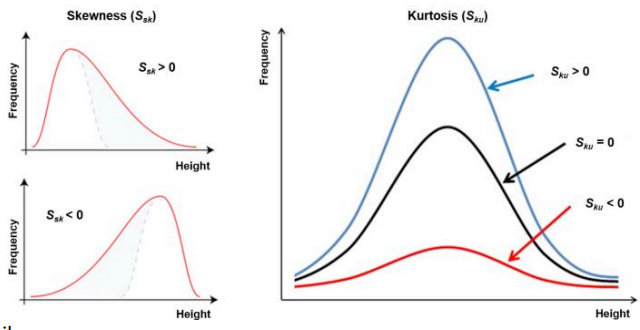 Skewness (Ssk)
Frequency
Ssk > 0
Height
Frequency
Ssk < 0
Height
Kurtosis (Sku)
Frequency
Sku > 0
Sku = 0
Sku < 0
Height